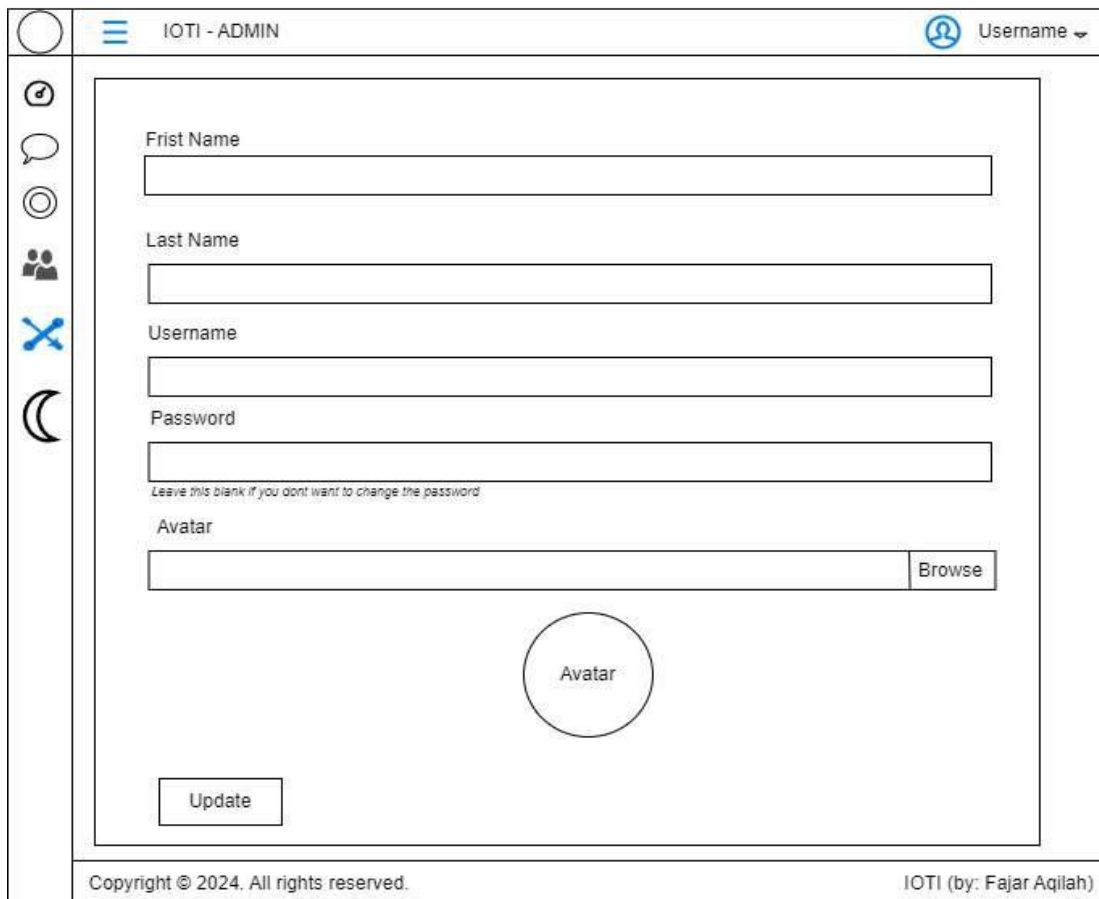 IOTI - ADMIN
Username
Frist Name
Last Name
Username
Password
Leave this blank if you dont want to change the password
Avatar
Browse
Avatar
Update
Copyright © 2024. All rights reserved.
IOTI (by: Fajar Aqilah)